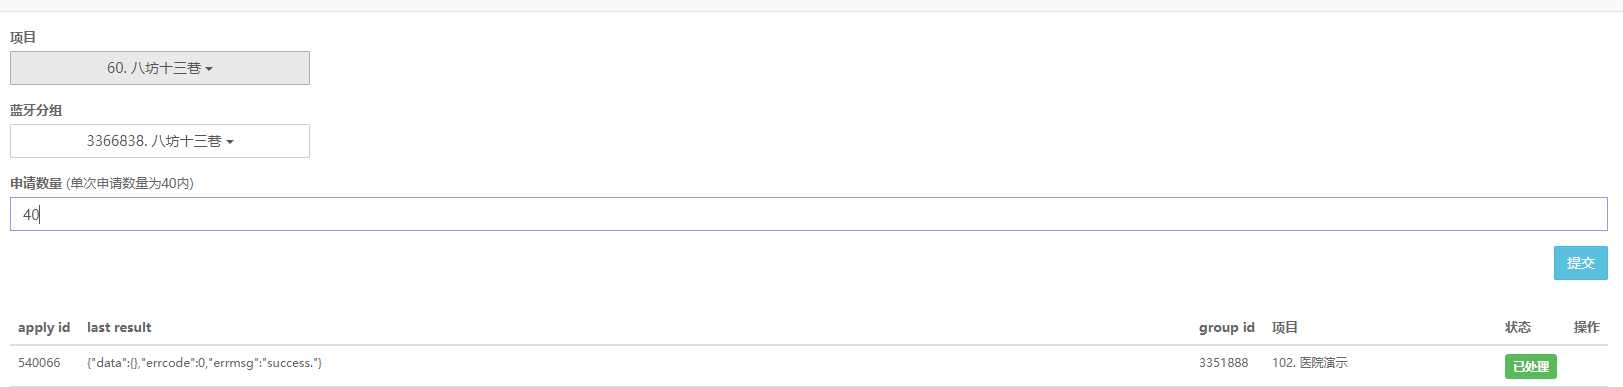 项目
60. 八坊十三巷
蓝牙分组
3366838. 八坊十三巷
申请数量 (单次申请数量为40内)
40
提交
apply id last result group id 项目 状态 操作
540066 {"data":{},"errcode":0,"errmsg":"success."} 3351888 102. 医院演示 已处理